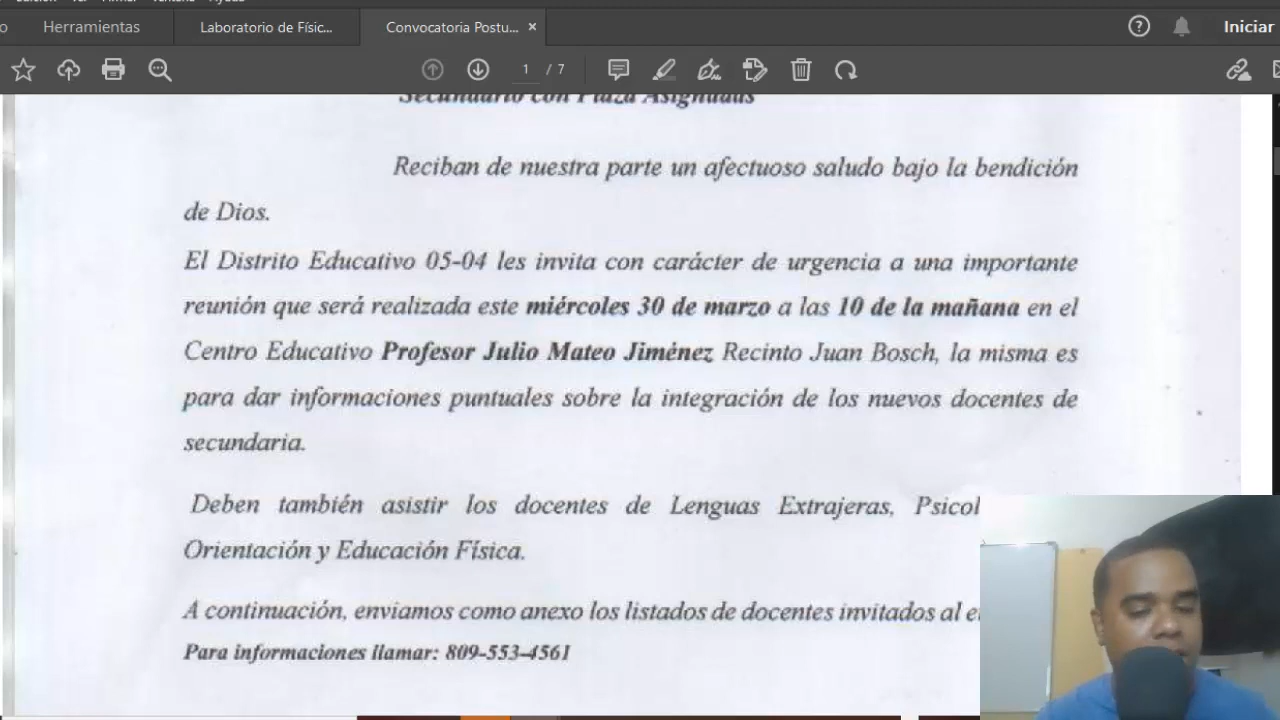 Herramientas
Laboratorio de Físic...
Convocatoria Postu... ×
Iniciar
1 / 7
Secundario con Plaza Asignadas
Reciban de nuestra parte un afectuoso saludo bajo la bendición
de Dios.
El Distrito Educativo 05-04 les invita con carácter de urgencia a una importante
reunión que será realizada este miércoles 30 de marzo a las 10 de la mañana en el
Centro Educativo Profesor Julio Mateo Jiménez Recinto Juan Bosch, la misma es
para dar informaciones puntuales sobre la integración de los nuevos docentes de
secundaria.
Deben también asistir los docentes de Lenguas Extrajeras, Psicol
Orientación y Educación Física.
A continuación, enviamos como anexo los listados de docentes invitados al
Para informaciones llamar: 809-553-4561